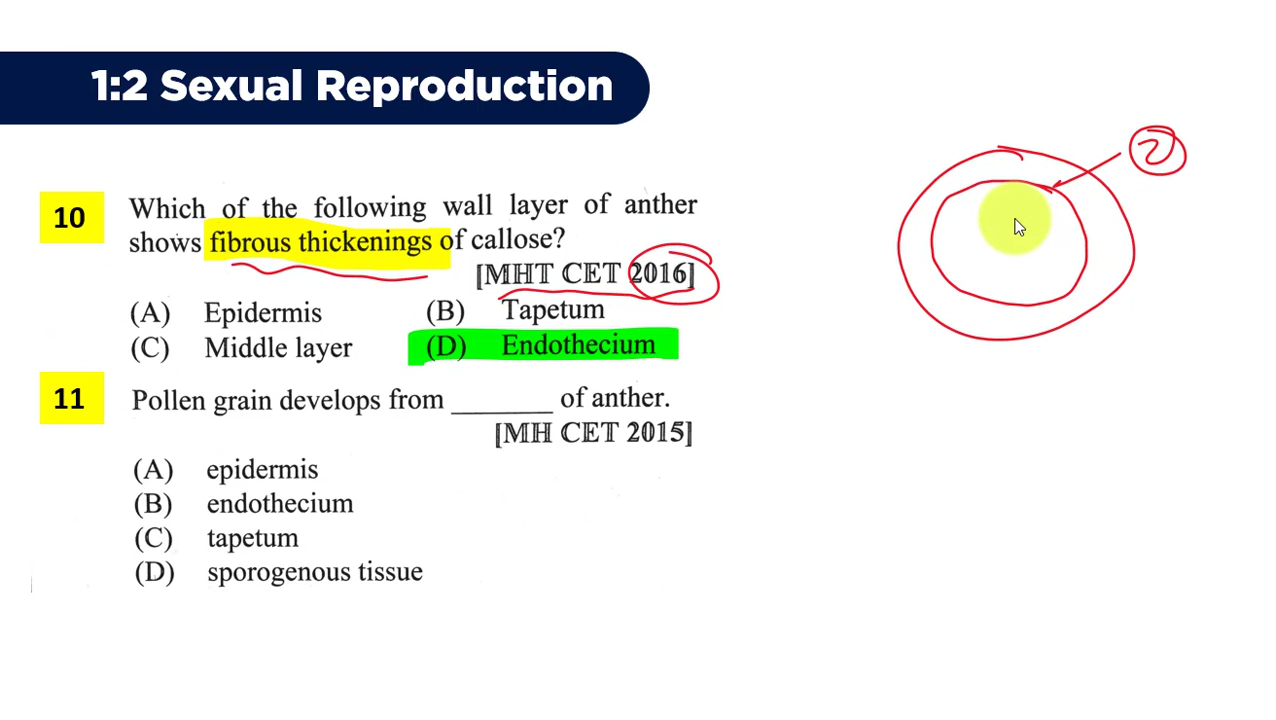 1:2 Sexual Reproduction
10
Which of the following wall layer of anther
shows fibrous thickenings of callose?
[MHT CET 2016]
(A) Epidermis (B) Tapetum
(C) Middle layer (D) Endothecium
11
Pollen grain develops from _______ of anther.
[MH CET 2015]
(A) epidermis
(B) endothecium
(C) tapetum
(D) sporogenous tissue
2